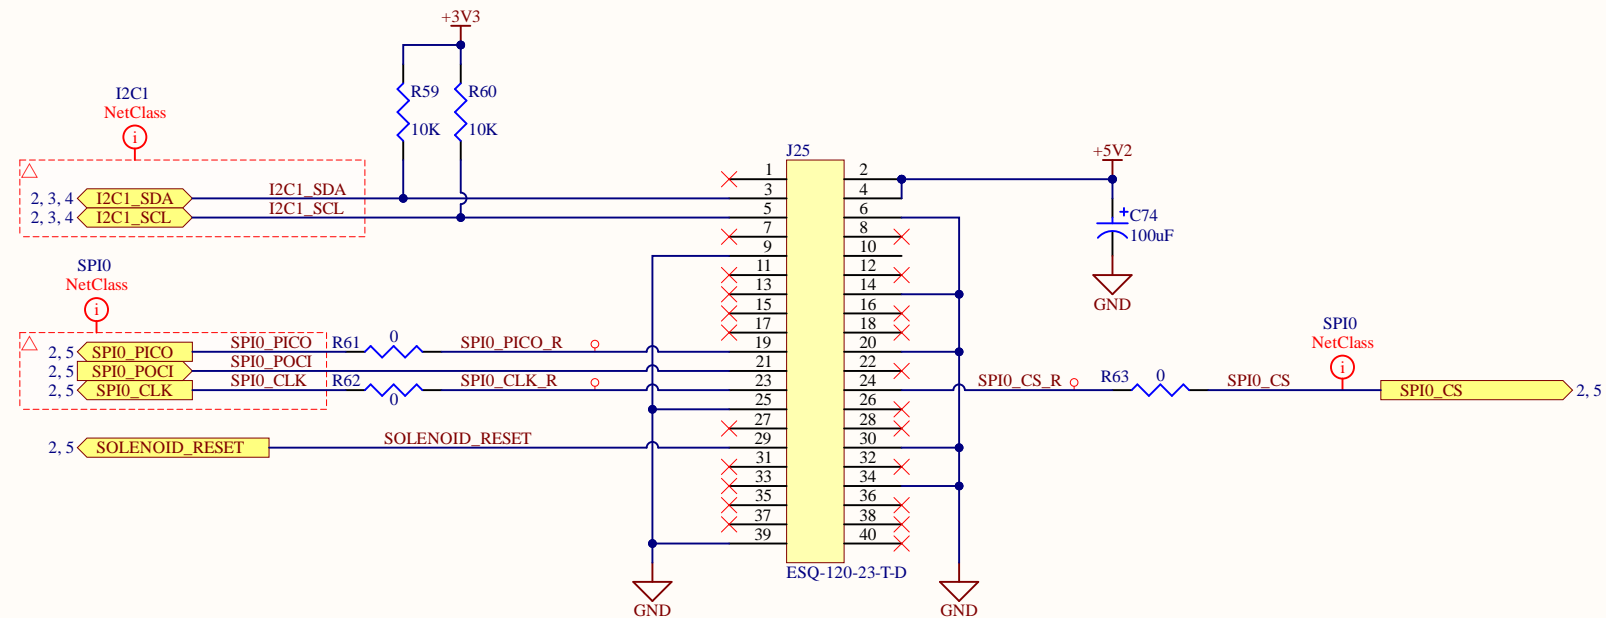 +3V3
I2C1
NetClass
i
R59
10K
R60
10K
2, 3, 4 I2C1_SDA I2C1_SDA
2, 3, 4 I2C1_SCL I2C1_SCL
SPI0
NetClass
i
2, 5 SPI0_PICO SPI0_PICO R61 0 SPI0_PICO_R
2, 5 SPI0_POCI SPI0_POCI
2, 5 SPI0_CLK SPI0_CLK R62 0 SPI0_CLK_R
2, 5 SOLENOID_RESET SOLENOID_RESET
GND
J25
1 2
3 4
5 6
7 8
9 10
11 12
13 14
15 16
17 18
19 20
21 22
23 24
25 26
27 28
29 30
31 32
33 34
35 36
37 38
39 40
ESQ-120-23-T-D
GND
+5V2
+
C74
100uF
GND
SPI0
NetClass
i
SPI0_CS_R R63 0 SPI0_CS SPI0_CS 2, 5